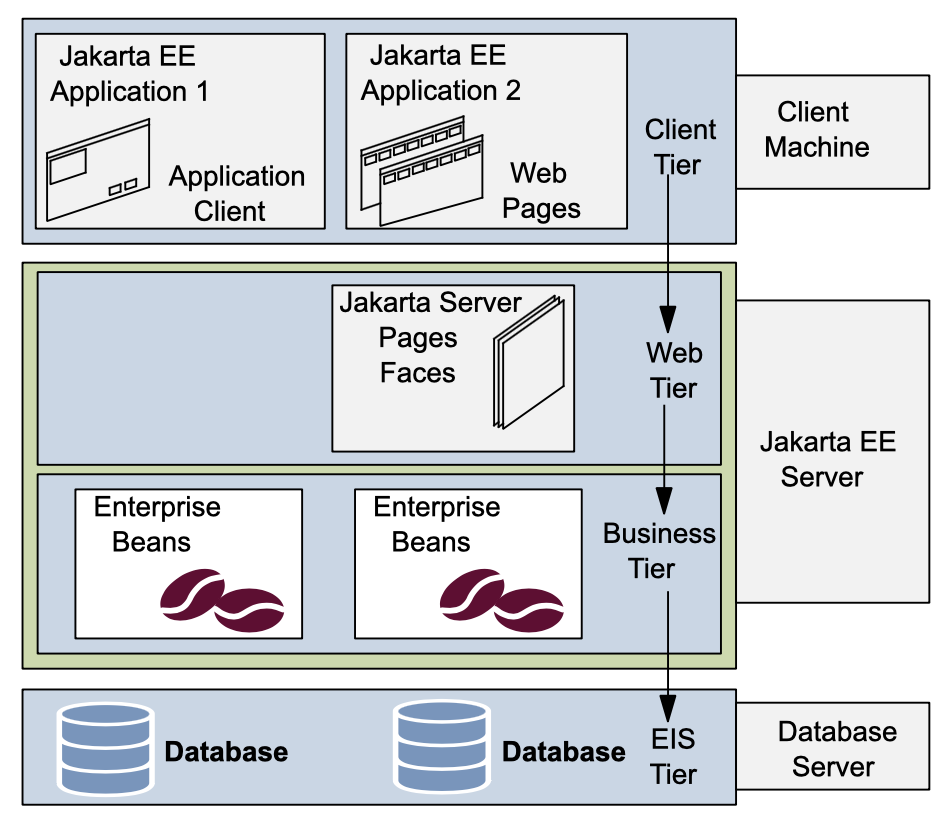 Jakarta EE
Application 1
Application
Client
Jakarta EE
Application 2
Web
Pages
Client
Tier
Client
Machine
Jakarta Server
Pages
Faces
Web
Tier
Jakarta EE
Server
Enterprise
Beans
Enterprise
Beans
Business
Tier
Database
Database
EIS
Tier
Database
Server